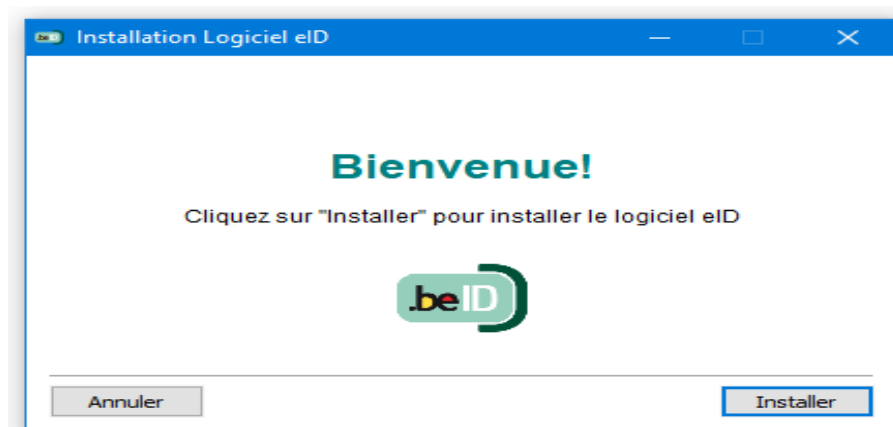 Installation Logiciel eID
Bienvenue!
Cliquez sur "Installer" pour installer le logiciel eID
.beID
Annuler
Installer